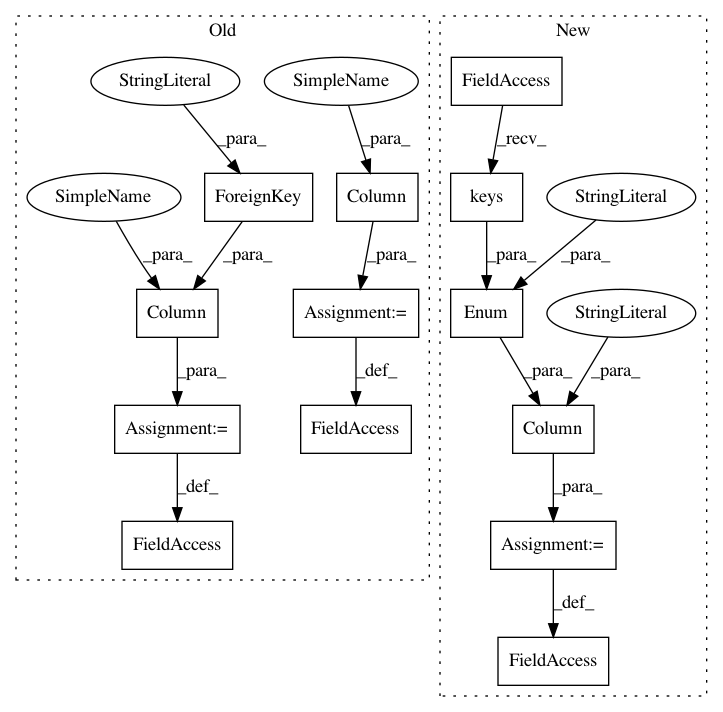 Old
New
StringLiteral
SimpleName
FieldAccess
_para_
_para_
_recv_
SimpleName
ForeignKey
Column
keys
StringLiteral
_para_
_para_
_para_
_para_
_para_
Column
Assignment:=
Enum
StringLiteral
_para_
_def_
_para_
_para_
Assignment:=
FieldAccess
Column
_def_
_para_
FieldAccess
Assignment:=
_def_
FieldAccess